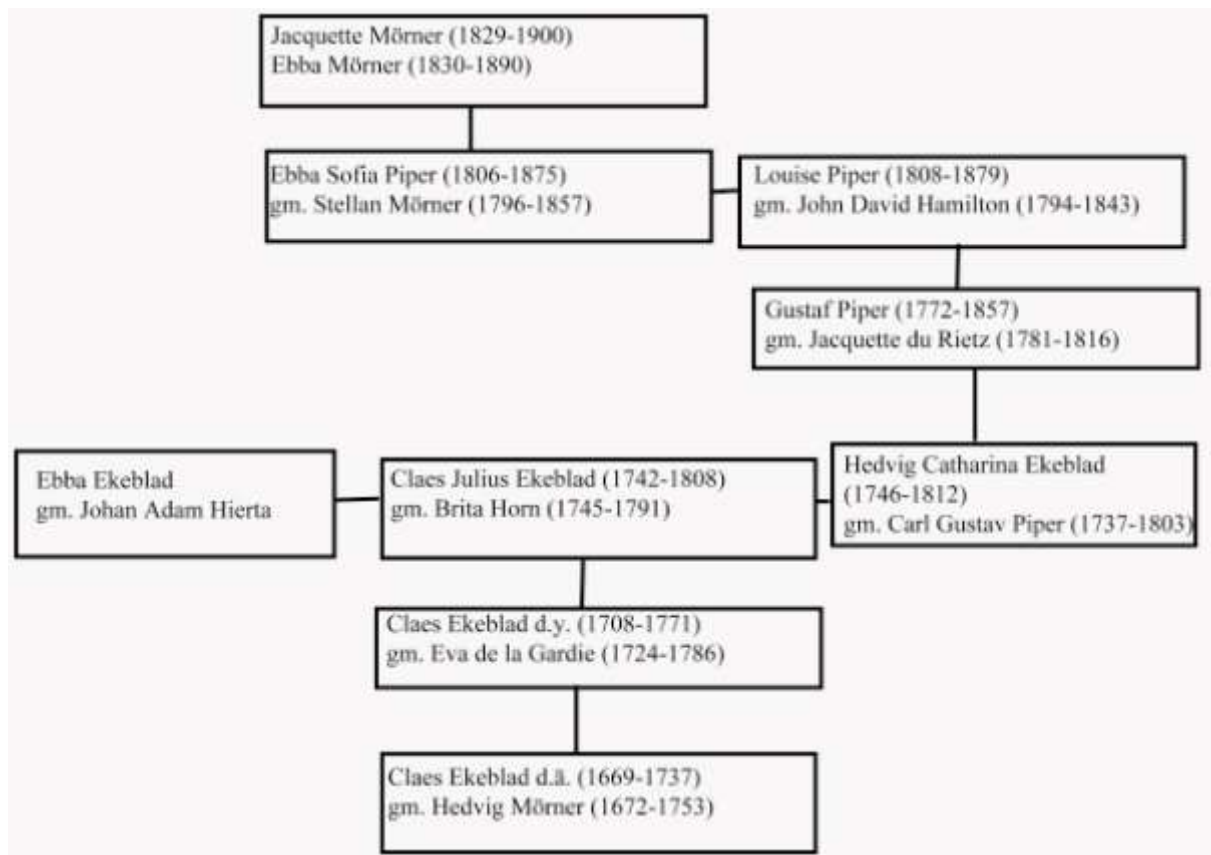 Jacquette Mörner (1829-1900)
Ebba Mörner (1830-1890)
Ebba Sofia Piper (1806-1875)
gm. Stellan Mörner (1796-1857)
Louise Piper (1808-1879)
gm. John David Hamilton (1794-1843)
Gustaf Piper (1772-1857)
gm. Jacquette du Rietz (1781-1816)
Ebba Ekeblad
gm. Johan Adam Hierta
Claes Julius Ekeblad (1742-1808)
gm. Brita Horn (1745-1791)
Hedvig Catharina Ekeblad
(1746-1812)
gm. Carl Gustav Piper (1737-1803)
Claes Ekeblad d.y. (1708-1771)
gm. Eva de la Gardie (1724-1786)
Claes Ekeblad d.ä. (1669-1737)
gm. Hedvig Mörner (1672-1753)